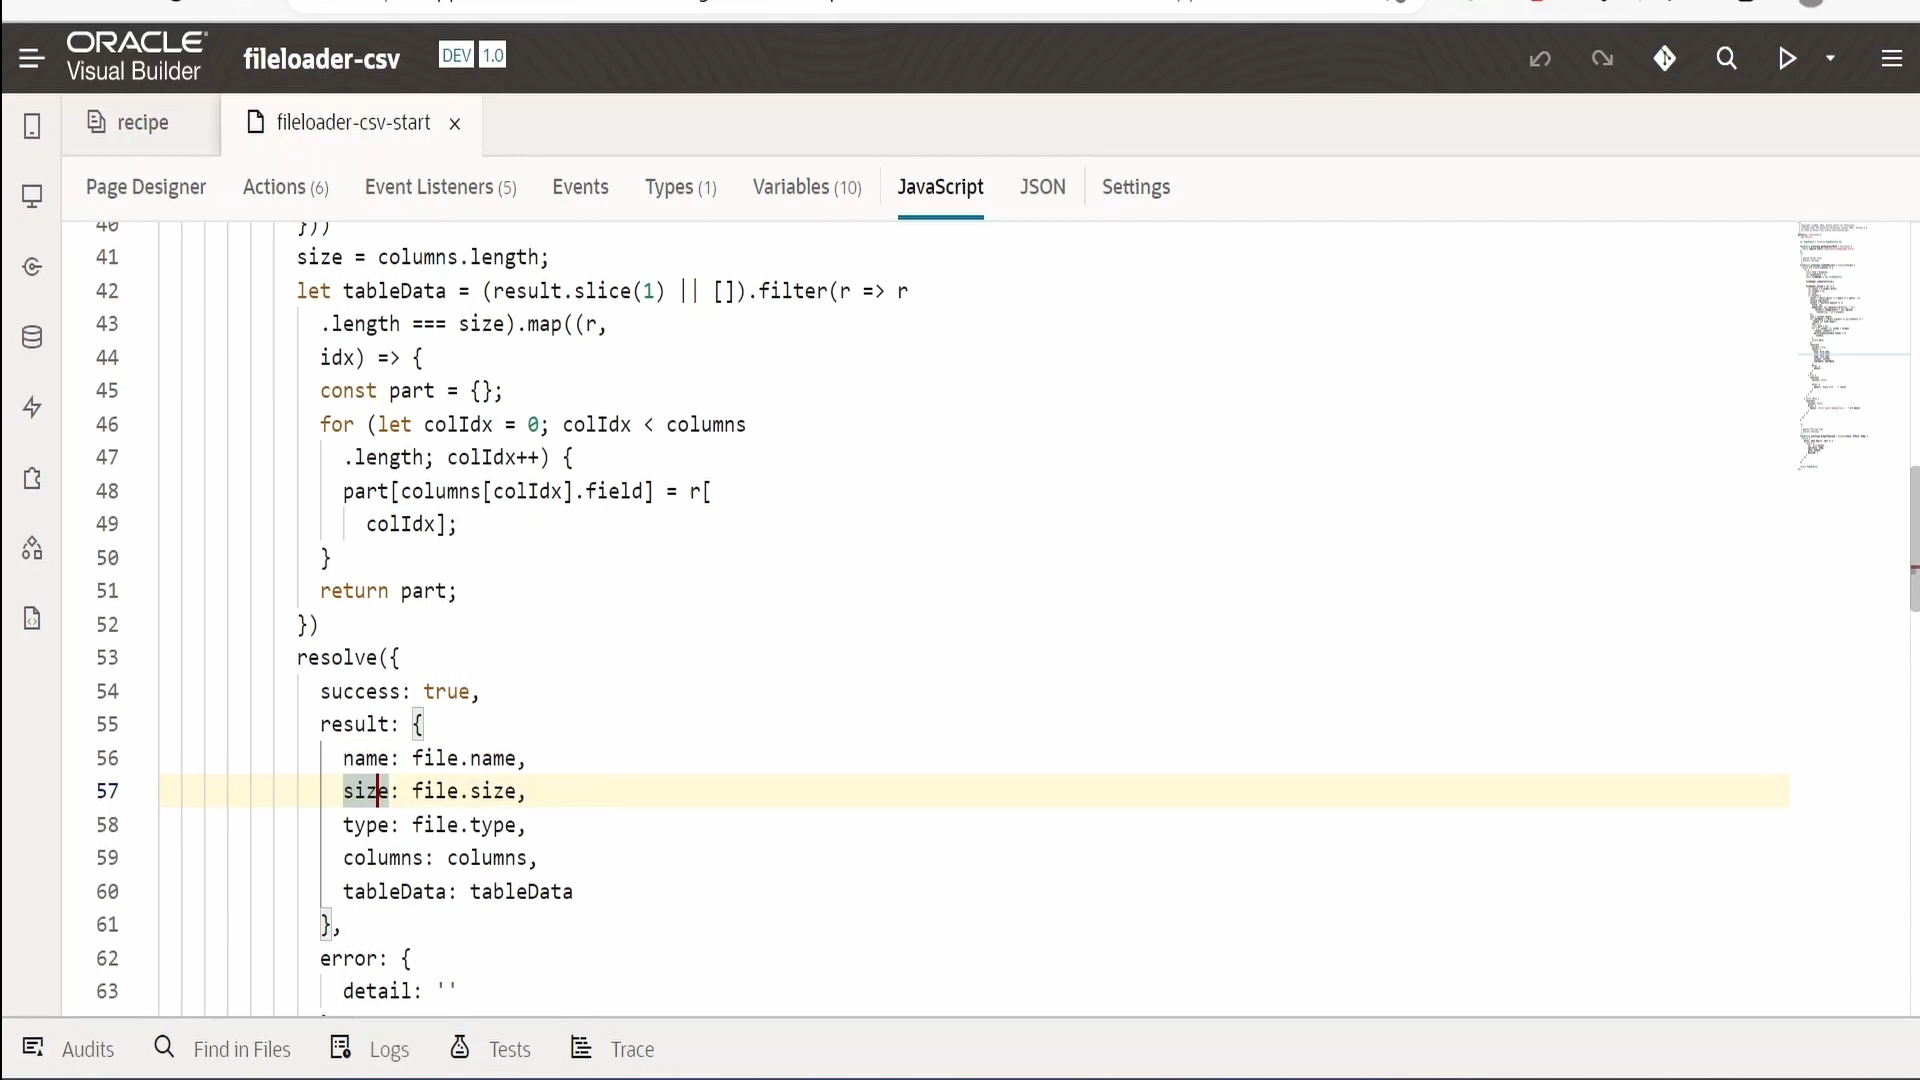 ORACLE
Visual Builder
fileloader-csv
DEV 1.0
recipe
fileloader-csv-start x
Page Designer
Actions (6)
Event Listeners (5)
Events
Types (1)
Variables (10)
JavaScript
JSON
Settings
40 }))
41 size = columns.length;
42 let tableData = (result.slice(1) || []).filter(r => r
43 .length === size).map((r,
44 idx) => {
45 const part = {};
46 for (let colIdx = 0; colIdx < columns
47 .length; colIdx++) {
48 part[columns[colIdx].field] = r[
49 colIdx];
50 }
51 return part;
52 })
53 resolve({
54 success: true,
55 result: {
56 name: file.name,
57 size: file.size,
58 type: file.type,
59 columns: columns,
60 tableData: tableData
61 },
62 error: {
63 detail: ''
Audits
Find in Files
Logs
Tests
Trace